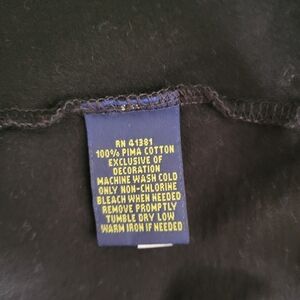 RN 41381
100% PIMA COTTON
EXCLUSIVE OF
DECORATION
MACHINE WASH COLD
ONLY NON-CHLORINE
BLEACH WHEN NEEDED
REMOVE PROMPTLY
TUMBLE DRY LOW
WARM IRON IF NEEDED